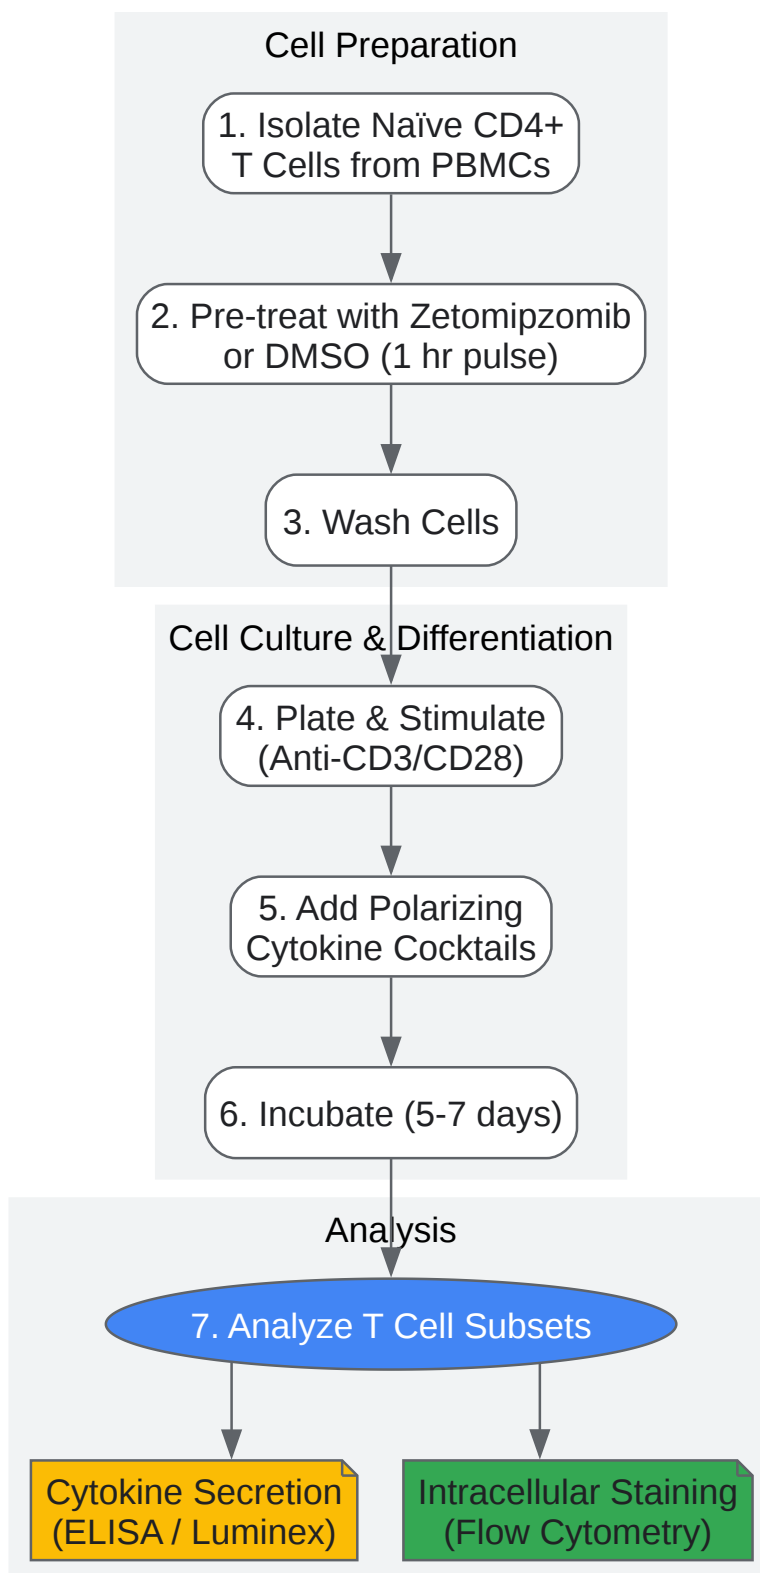 Cell Preparation
1. Isolate Naïve CD4+
T Cells from PBMCs
2. Pre-treat with Zetomipzomib
or DMSO (1 hr pulse)
3. Wash Cells
Cell Culture & Differentiation
4. Plate & Stimulate
(Anti-CD3/CD28)
5. Add Polarizing
Cytokine Cocktails
6. Incubate (5-7 days)
Analysis
7. Analyze T Cell Subsets
Cytokine Secretion
(ELISA / Luminex)
Intracellular Staining
(Flow Cytometry)